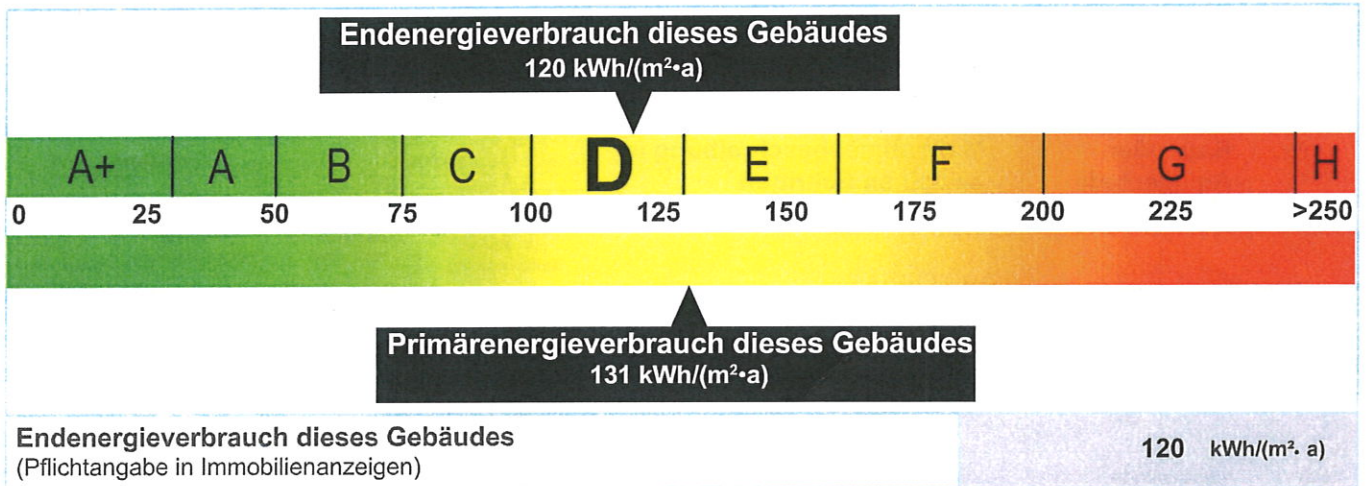 Endenergieverbrauch dieses Gebäudes
120 kWh/(m²•a)
A+ A B C D E F G H
0 25 50 75 100 125 150 175 200 225 >250
Primärenergieverbrauch dieses Gebäudes
131 kWh/(m²•a)
Endenergieverbrauch dieses Gebäudes
(Pflichtangabe in Immobilienanzeigen)
120 kWh/(m²· a)